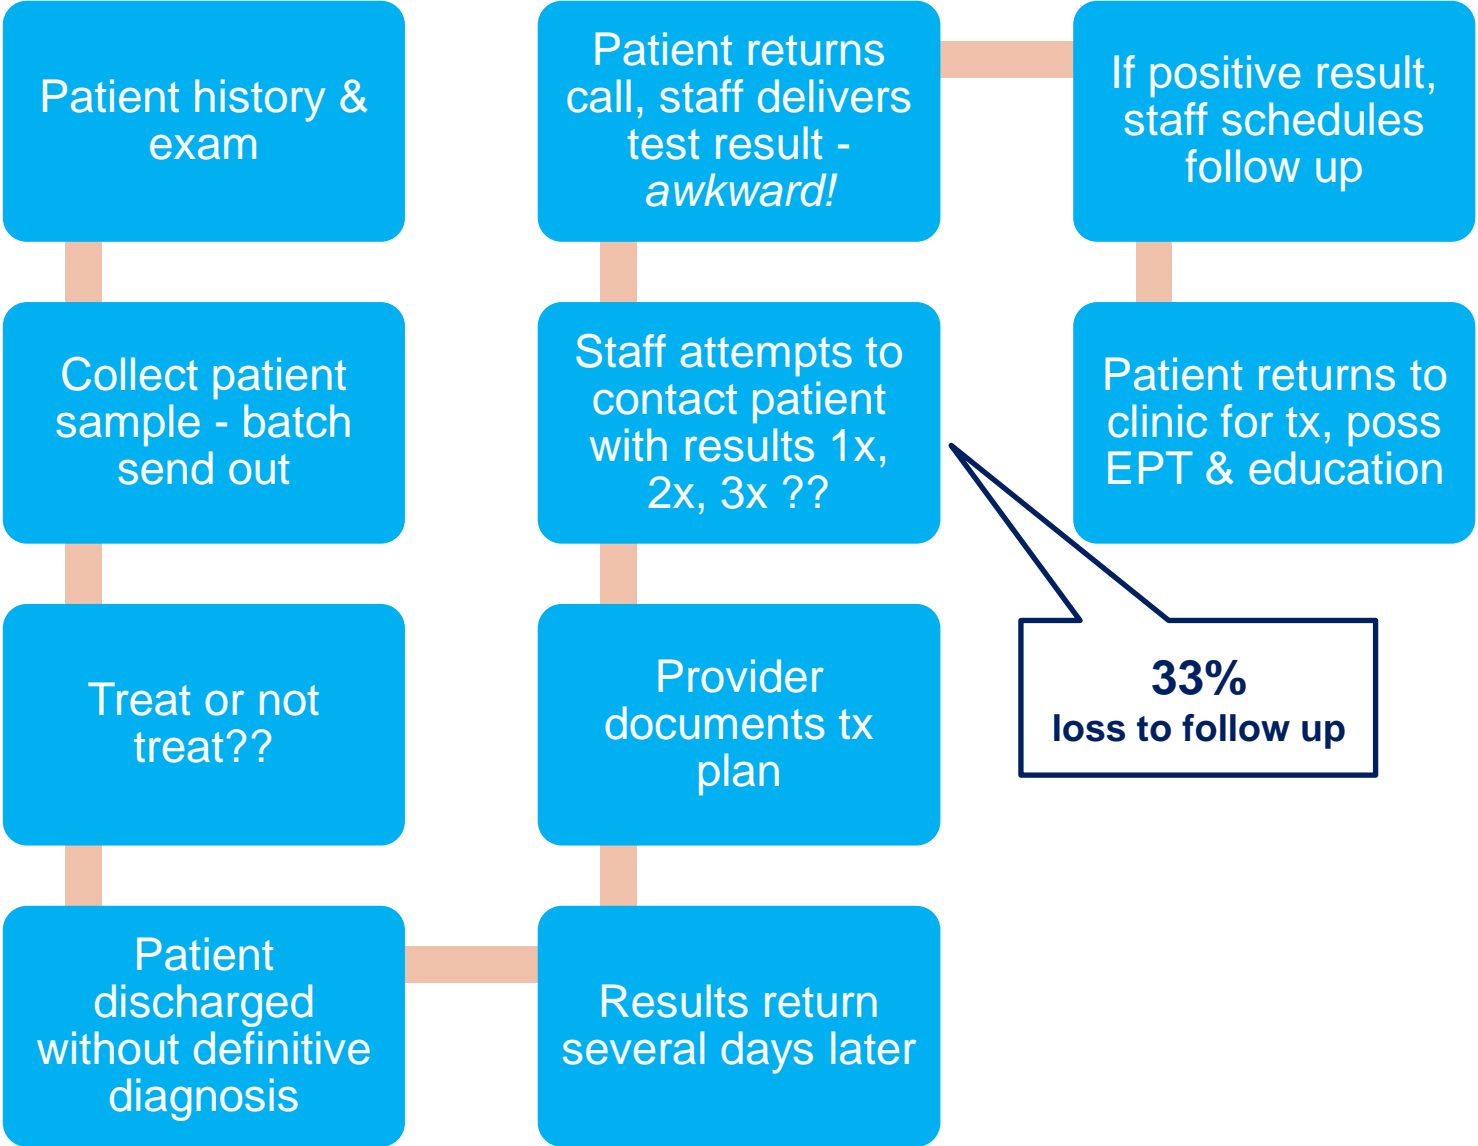 Patient history &
exam
Collect patient
sample - batch
send out
Treat or not
treat??
Patient
discharged
without definitive
diagnosis
Results return
several days later
Provider
documents tx
plan
Staff attempts to
contact patient
with results 1x,
2x, 3x ??
Patient returns
call, staff delivers
test result -
awkward!
If positive result,
staff schedules
follow up
Patient returns to
clinic for tx, poss
EPT & education
33%
loss to follow up